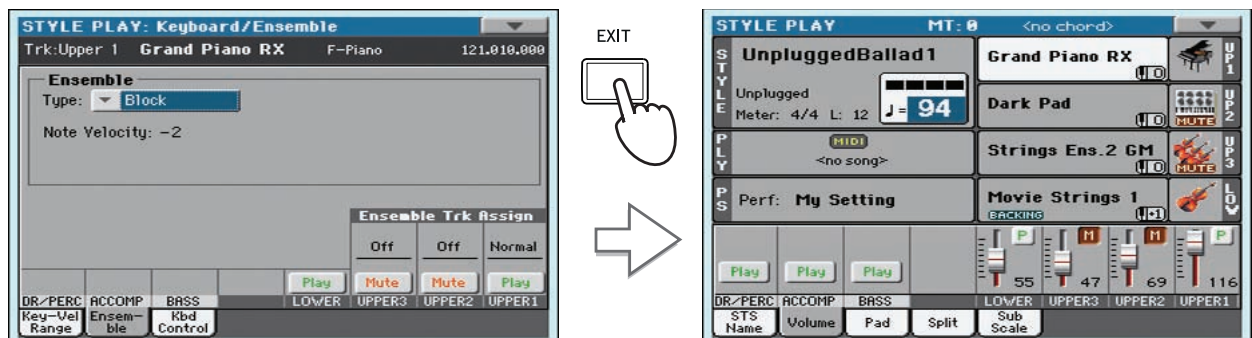 STYLE PLAY: Keyboard/Ensemble
Trk:Upper 1 Grand Piano RX F-Piano 121.010.000
Ensemble
Type: Block
Note Velocity: -2
Ensemble Trk Assign
Off Off Normal
Play Mute Mute Play
DR/PERC ACCOMP BASS LOWER UPPER3 UPPER2 UPPER1
Key-Vel Range Ensem-ble Kbd Control
EXIT
STYLE PLAY MT: 0 <no chord>
STYLE
UnpluggedBallad1
Unplugged
Meter: 4/4 L: 12 ♩= 94
Grand Piano RX 0 UP1
Dark Pad 0 MUTE UP2
PLY
MIDI
<no song>
Strings Ens.2 GM 0 MUTE UP3
PS
Perf: My Setting
Movie Strings 1
BACKING +1 LOW
P M M P
Play Play Play 55 47 69 116
DR/PERC ACCOMP BASS LOWER UPPER3 UPPER2 UPPER1
STS Name Volume Pad Split Sub Scale